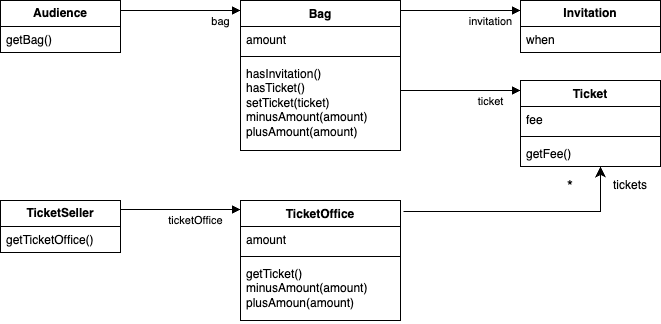 Audience
getBag()
bag
Bag
amount
hasInvitation()
hasTicket()
setTicket(ticket)
minusAmount(amount)
plusAmount(amount)
invitation
Invitation
when
ticket
Ticket
fee
getFee()
* tickets
TicketSeller
getTicketOffice()
ticketOffice
TicketOffice
amount
getTicket()
minusAmount(amount)
plusAmoun(amount)